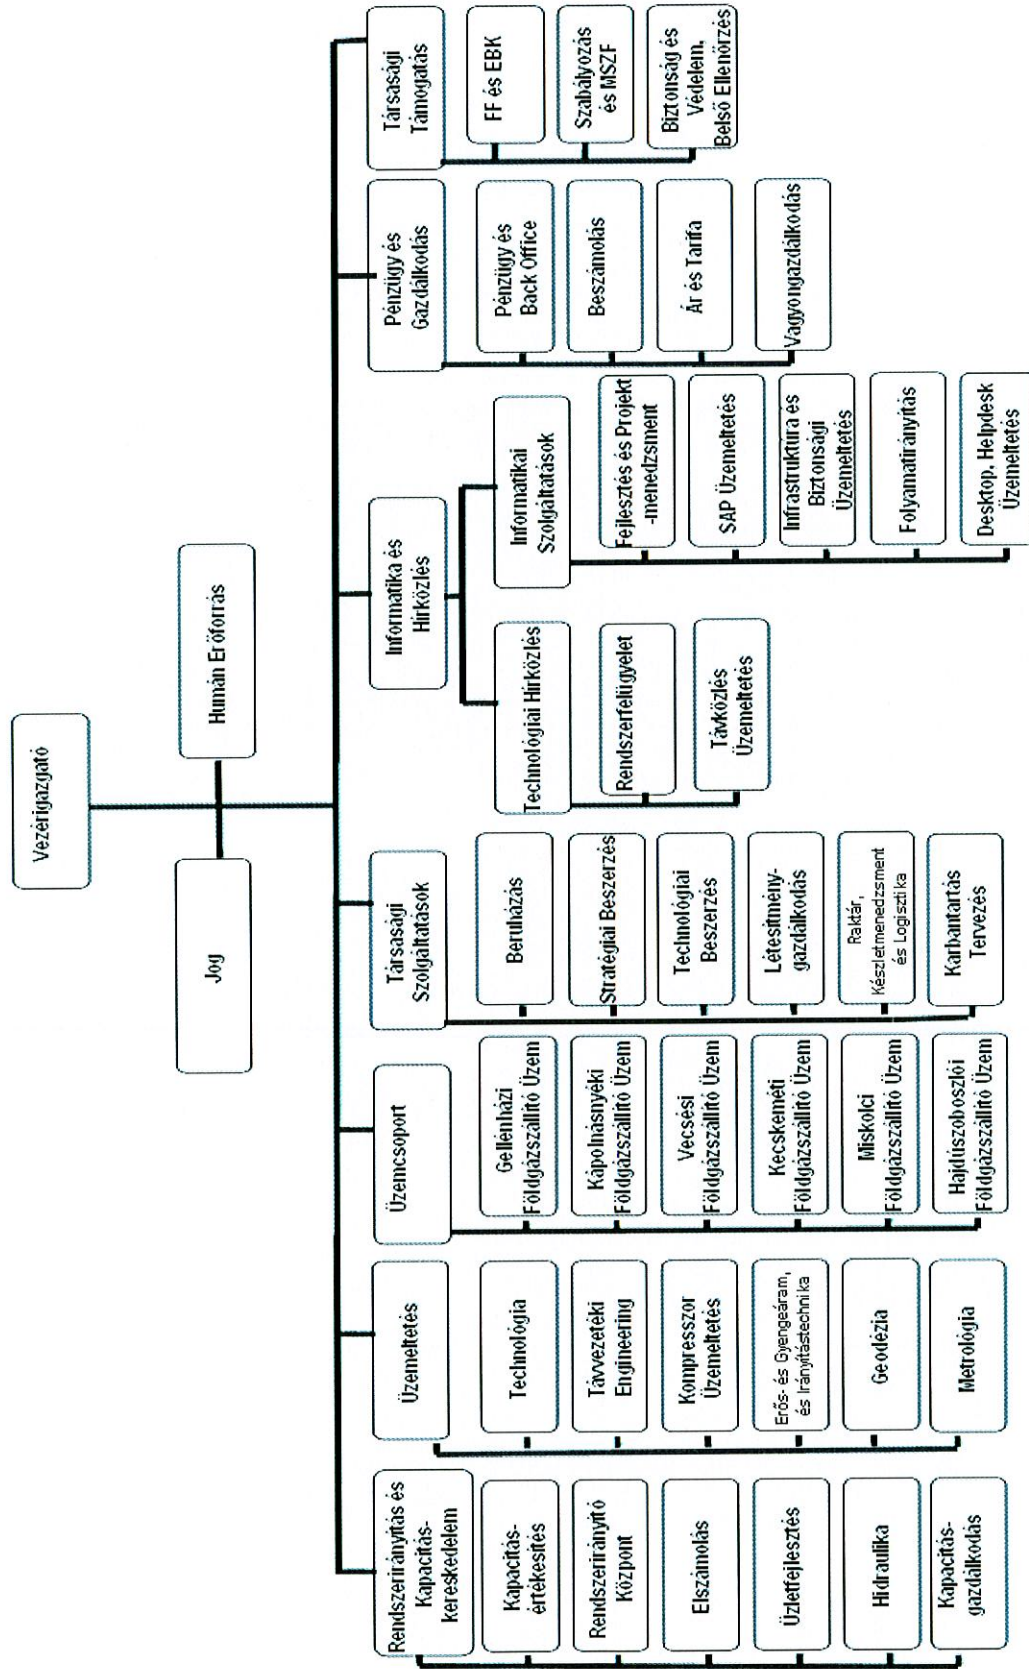 Vezérigazgató
Jog
Humán Erőforrás
Rendszerirányítás és
Kapacitás-
kereskedelem
Kapacitás-
értékesítés
Rendszerirányító
Központ
Elszámolás
Üzletfejlesztés
Hidraulika
Kapacitás-
gazdálkodás
Üzemeltetés
Technológia
Távvezetéki
Engineering
Kompresszor
Üzemeltetés
Erős- és Gyengeáram,
és Irányítástechnika
Geodézia
Metrológia
Üzemcsoport
Gellénházi
Földgázszállító Üzem
Kápolnásnyéki
Földgázszállító Üzem
Vecsési
Földgázszállító Üzem
Kecskeméti
Földgázszállító Üzem
Miskolci
Földgázszállító Üzem
Hajdúszoboszlói
Földgázszállító Üzem
Társasági
Szolgáltatások
Beruházás
Stratégiai Beszerzés
Technológiai
Beszerzés
Létesítmény-
gazdálkodás
Raktár,
Készletmenedzsment
és Logisztika
Karbantartás
Tervezés
Informatika és
Hírközlés
Technológiai Hírközlés
Rendszerfelügyelet
Távközlés
Üzemeltetés
Informatikai
Szolgáltatások
Fejlesztés és Projekt
-menedzsment
SAP Üzemeltetés
Infrastruktúra és
Biztonsági
Üzemeltetés
Folyamatirányítás
Desktop, Helpdesk
Üzemeltetés
Pénzügy és
Gazdálkodás
Pénzügy és
Back Office
Beszámolás
Ár és Tarifa
Vagyongazdálkodás
Társasági
Támogatás
FF és EBK
Szabályozás
és MSZF
Biztonság és
Védelem,
Belső Ellenőrzés